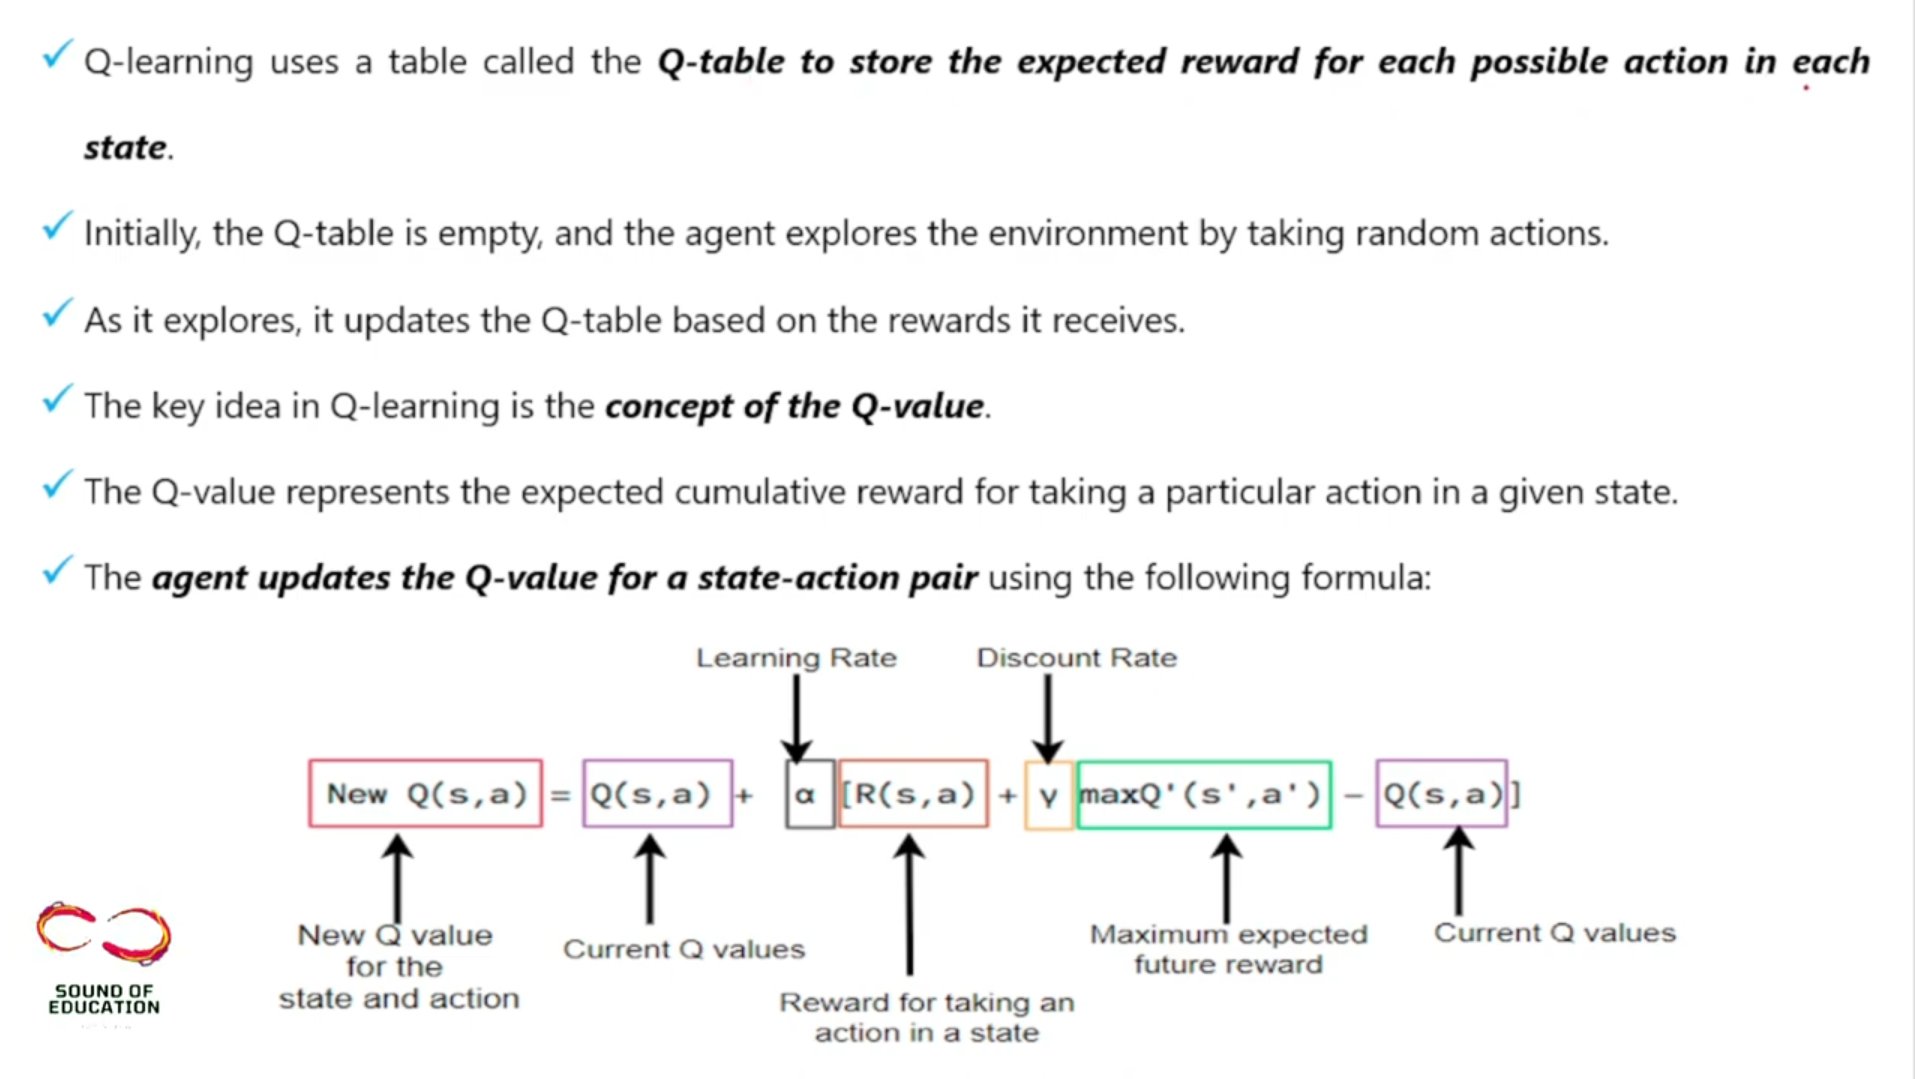 Q-learning uses a table called the Q-table to store the expected reward for each possible action in each
state.
Initially, the Q-table is empty, and the agent explores the environment by taking random actions.
As it explores, it updates the Q-table based on the rewards it receives.
The key idea in Q-learning is the concept of the Q-value.
The Q-value represents the expected cumulative reward for taking a particular action in a given state.
The agent updates the Q-value for a state-action pair using the following formula:
Learning Rate
Discount Rate
New Q(s,a) = Q(s,a) + α [R(s,a) + γ maxQ'(s',a') − Q(s,a)]
New Q value
for the
state and action
Current Q values
Reward for taking an
action in a state
Maximum expected
future reward
Current Q values
SOUND OF
EDUCATION